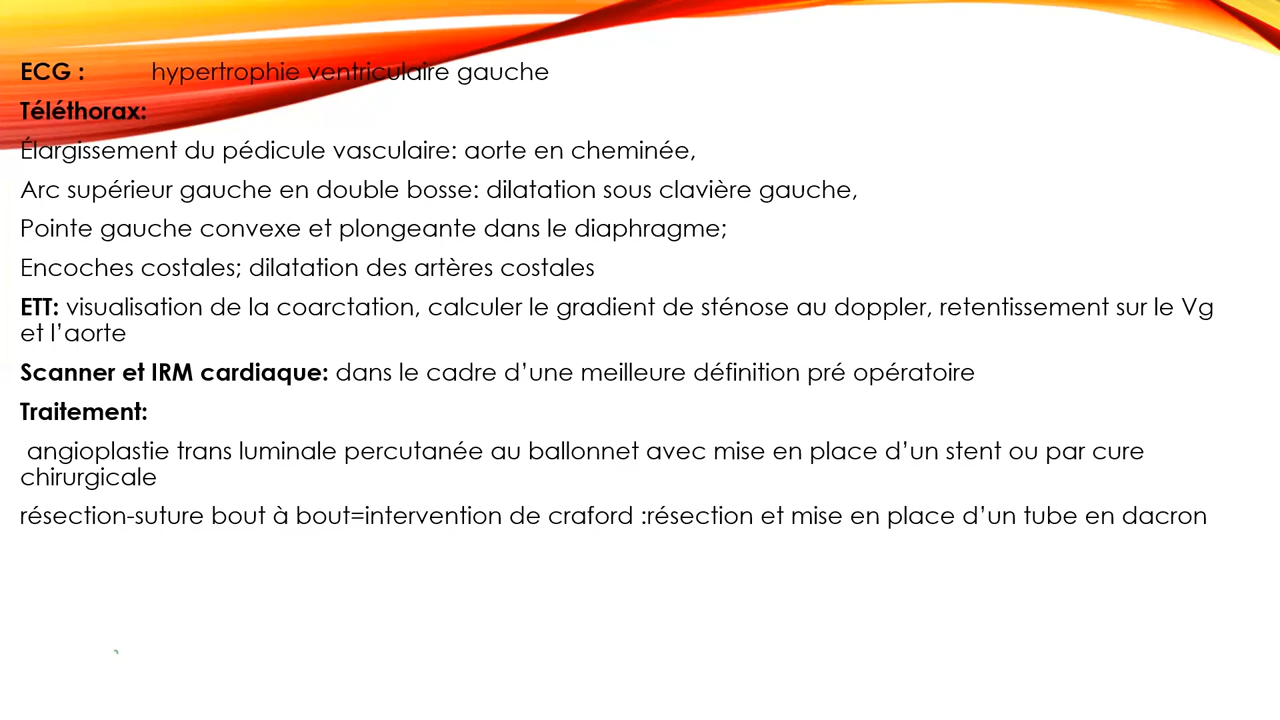 ECG : hypertrophie ventriculaire gauche
Téléthorax:
Élargissement du pédicule vasculaire: aorte en cheminée,
Arc supérieur gauche en double bosse: dilatation sous clavière gauche,
Pointe gauche convexe et plongeante dans le diaphragme;
Encoches costales; dilatation des artères costales
ETT: visualisation de la coarctation, calculer le gradient de sténose au doppler, retentissement sur le Vg
et l’aorte
Scanner et IRM cardiaque: dans le cadre d’une meilleure définition pré opératoire
Traitement:
angioplastie trans luminale percutanée au ballonnet avec mise en place d’un stent ou par cure
chirurgicale
résection-suture bout à bout=intervention de craford :résection et mise en place d’un tube en dacron